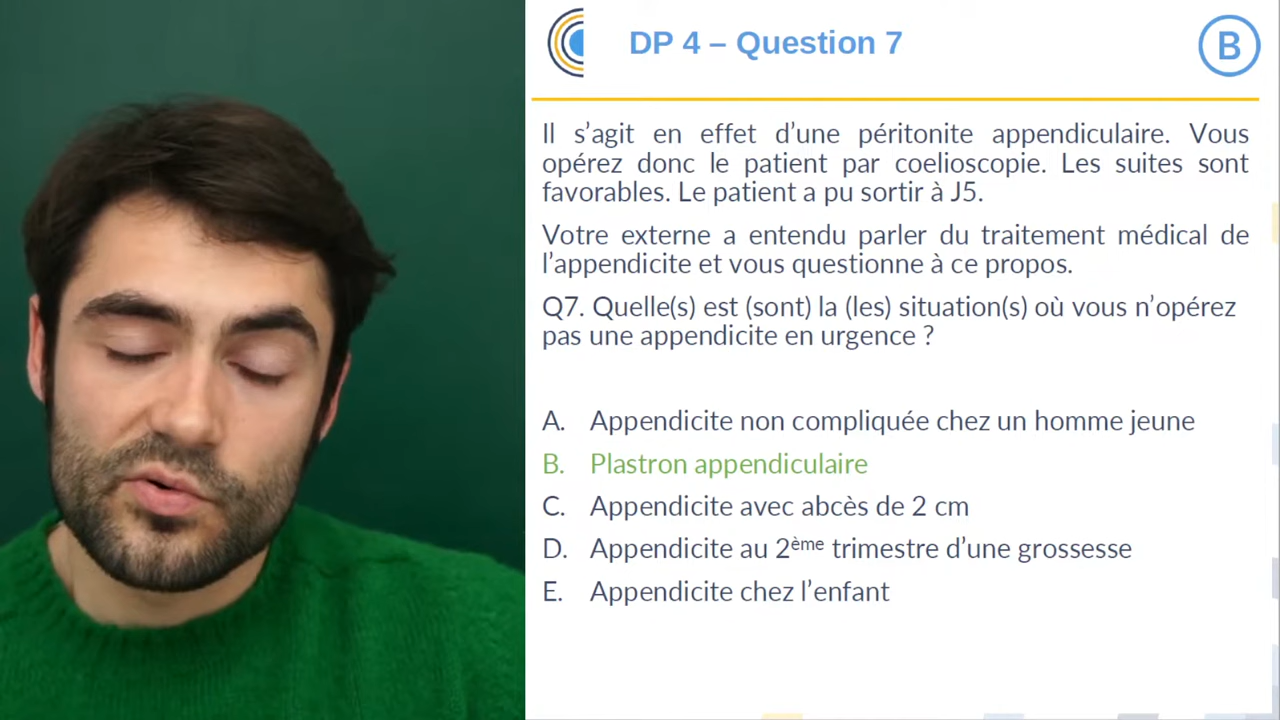 DP 4 – Question 7
B
Il s'agit en effet d'une péritonite appendiculaire. Vous
opérez donc le patient par coelioscopie. Les suites sont
favorables. Le patient a pu sortir à J5.
Votre externe a entendu parler du traitement médical de
l'appendicite et vous questionne à ce propos.
Q7. Quelle(s) est (sont) la (les) situation(s) où vous n'opérez
pas une appendicite en urgence ?
A. Appendicite non compliquée chez un homme jeune
B. Plastron appendiculaire
C. Appendicite avec abcès de 2 cm
D. Appendicite au 2ème trimestre d'une grossesse
E. Appendicite chez l'enfant